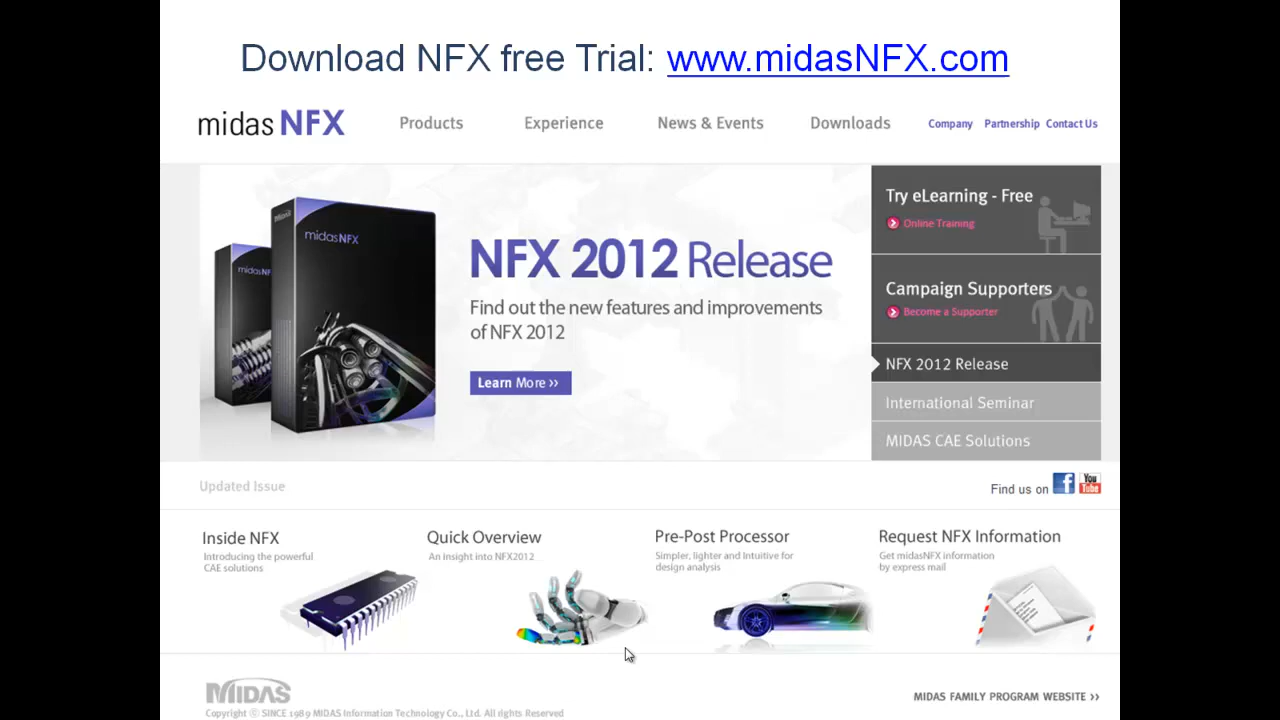 Download NFX free Trial: www.midasNFX.com
midas NFX
Products
Experience
News & Events
Downloads
Company
Partnership
Contact Us
midasNFX
midasNF
NFX 2012 Release
Find out the new features and improvements
of NFX 2012
Learn More >>
Try eLearning - Free
Online Training
Campaign Supporters
Become a Supporter
NFX 2012 Release
International Seminar
MIDAS CAE Solutions
Updated Issue
Find us on
You
Tube
Inside NFX
Introducing the powerful
CAE solutions
Quick Overview
An insight into NFX2012
Pre-Post Processor
Simpler, lighter and Intuitive for
design analysis
Request NFX Information
Get midasNFX information
by express mail
MIDAS
Copyright ⓒ SINCE 1989 MIDAS Information Technology Co., Ltd. All rights Reserved
MIDAS FAMILY PROGRAM WEBSITE >>